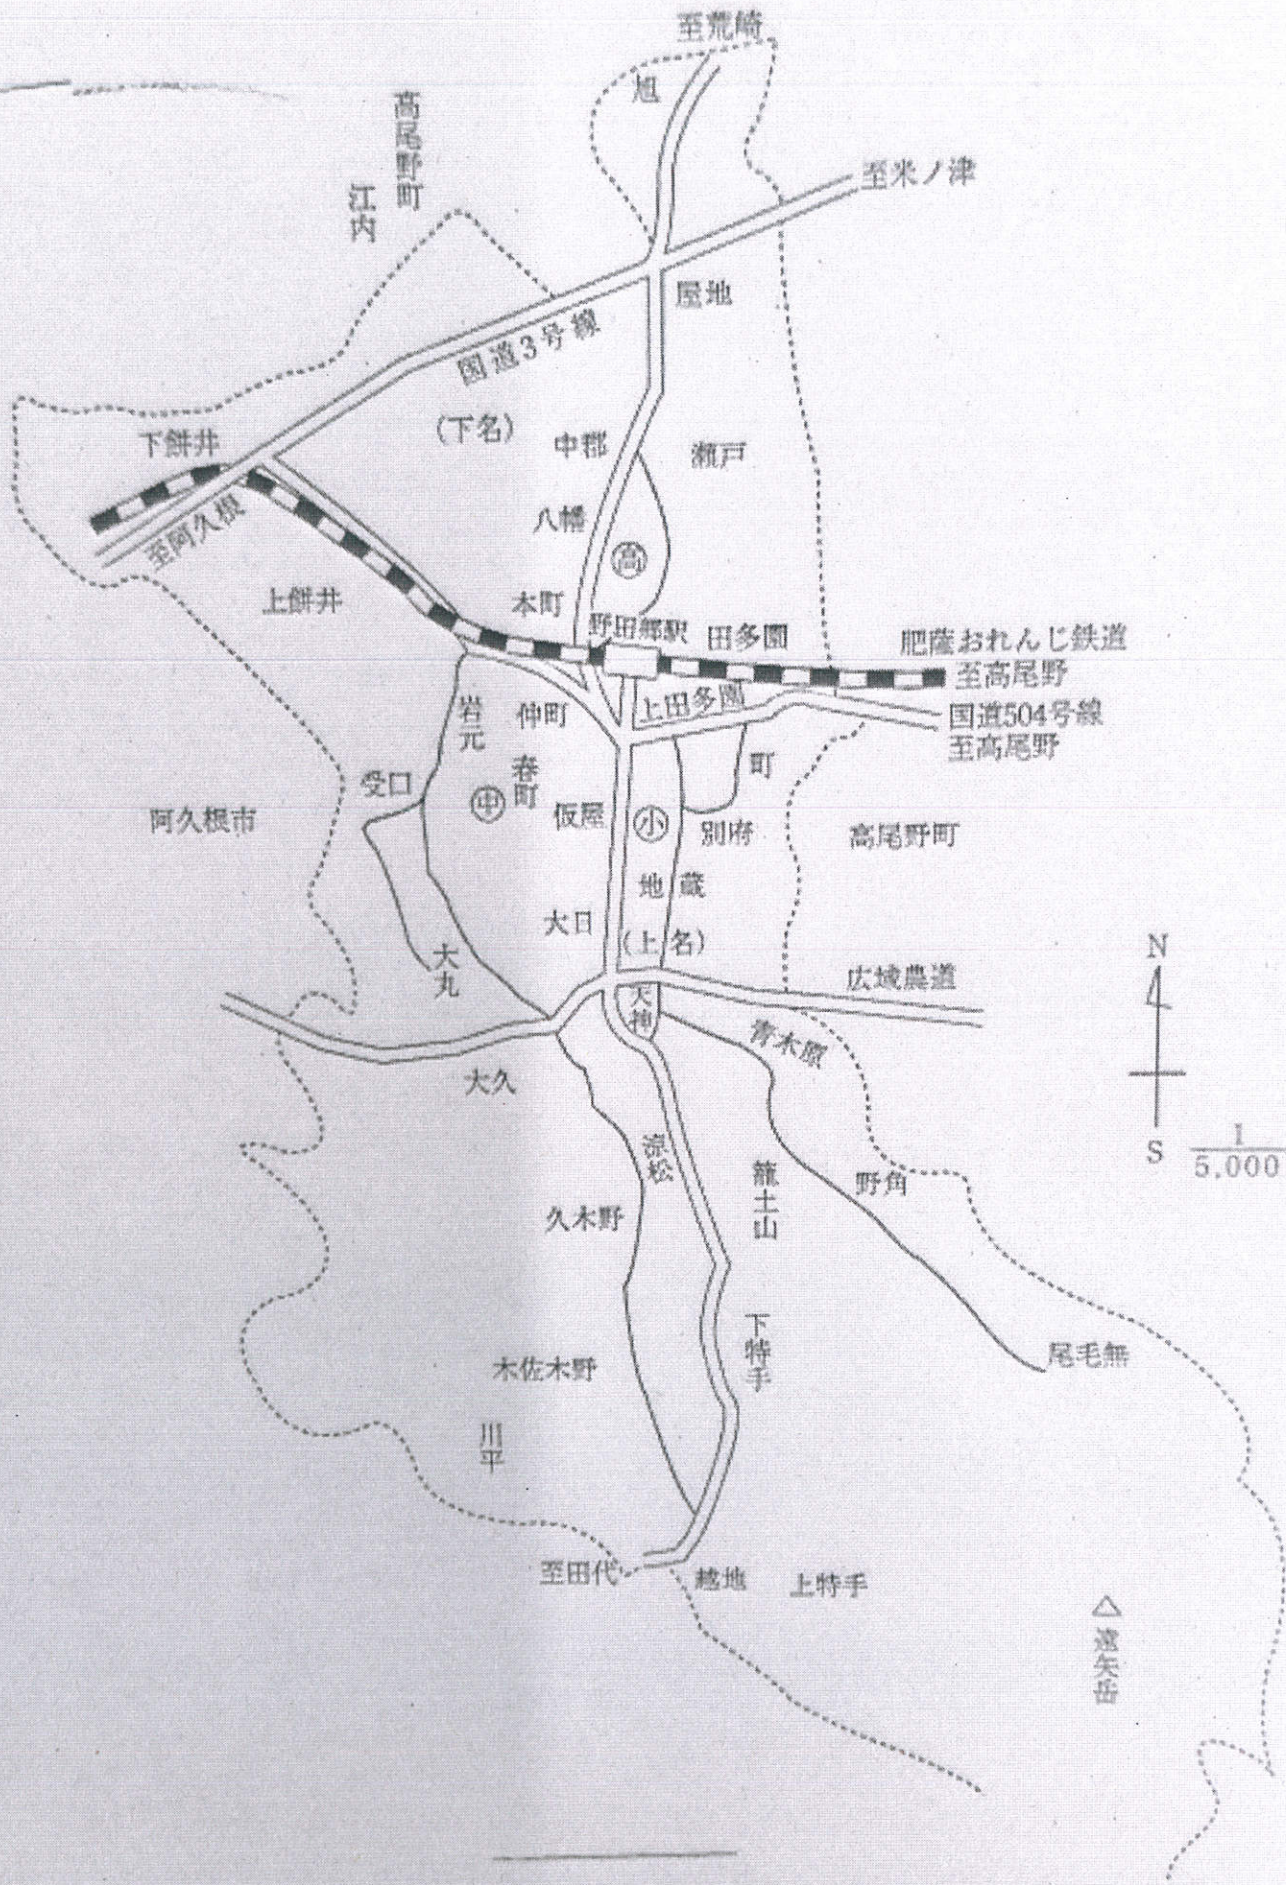 至荒崎
旭
高尾野町
江内
至米ノ津
屋地
国道3号線
(下名)
中郡
瀬戸
下餅井
八幡
至阿久根
高
上餅井
本町
野田郷駅
田多園
肥薩おれんじ鉄道
至高尾野
上田多園
国道504号線
至高尾野
岩元
仲町
春町
町
受口
中
仮屋
小
別府
阿久根市
高尾野町
地蔵
大日
(上名)
大丸
広域農道
天神
青木原
N
大久
S
1
5,000
涼松
籠土山
野角
久木野
下特手
尾毛無
木佐木野
川平
至田代
越地
上特手
遠矢岳